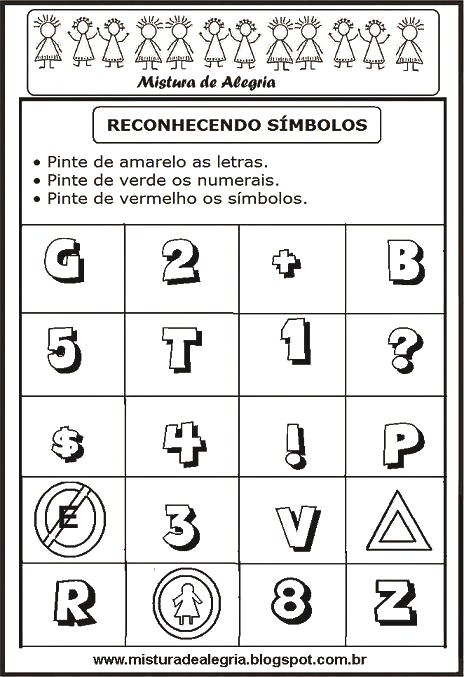 Mistura de Alegria
RECONHECENDO SÍMBOLOS
• Pinte de amarelo as letras.
• Pinte de verde os numerais.
• Pinte de vermelho os símbolos.
G 2 + B
5 T 1 ?
$ 4 ! P
E 3 V
R 8 Z
www.misturadealegria.blogspot.com.br